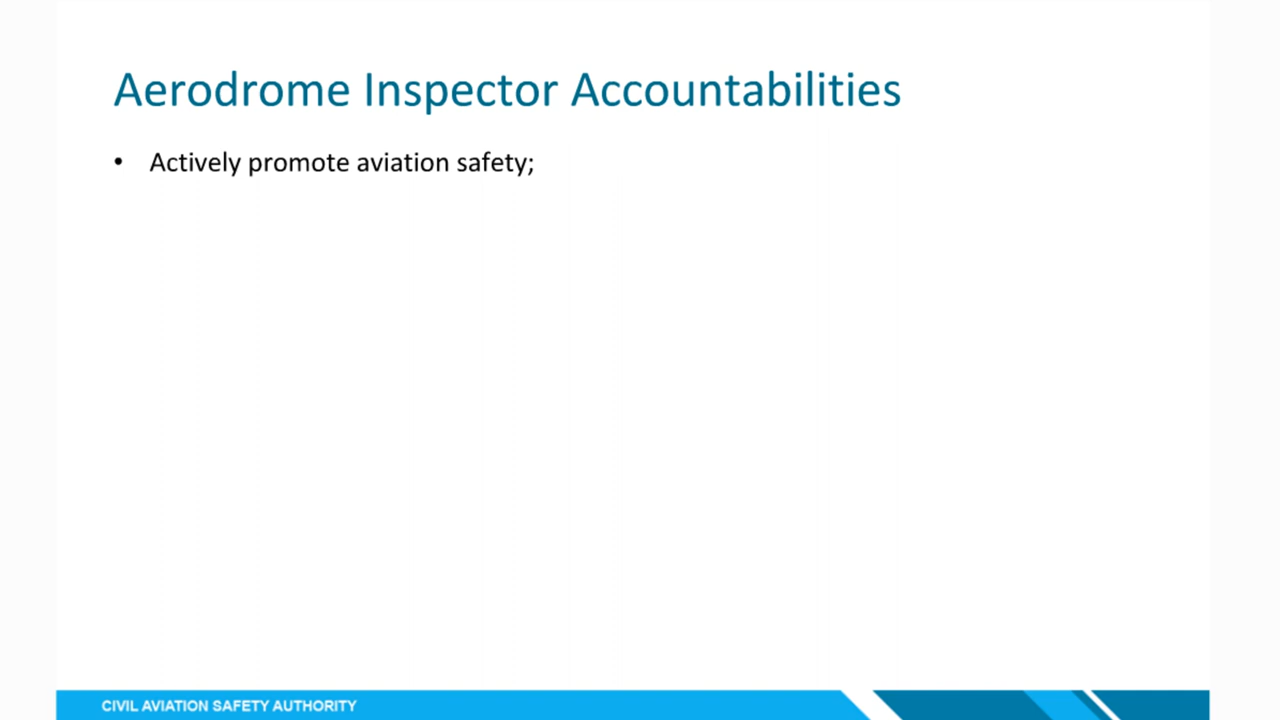 Aerodrome Inspector Accountabilities
• Actively promote aviation safety;
CIVIL AVIATION SAFETY AUTHORITY